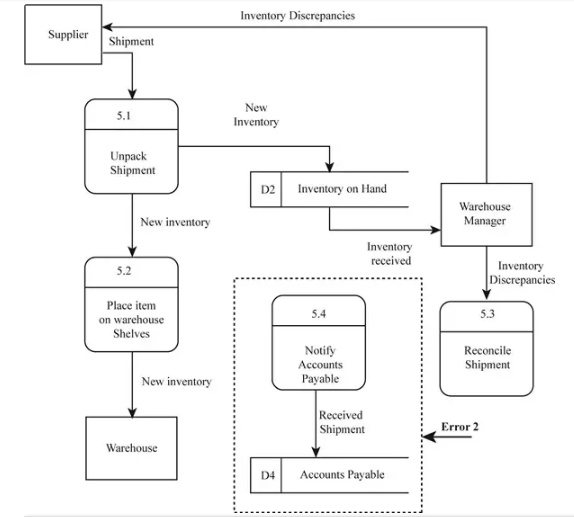 Inventory Discrepancies
Supplier
Shipment
5.1
Unpack
Shipment
New
Inventory
D2
Inventory on Hand
Warehouse
Manager
New inventory
Inventory
received
5.2
Place item
on warehouse
Shelves
Inventory
Discrepancies
5.4
Notify
Accounts
Payable
5.3
Reconcile
Shipment
New inventory
Received
Shipment
Error 2
Warehouse
D4
Accounts Payable